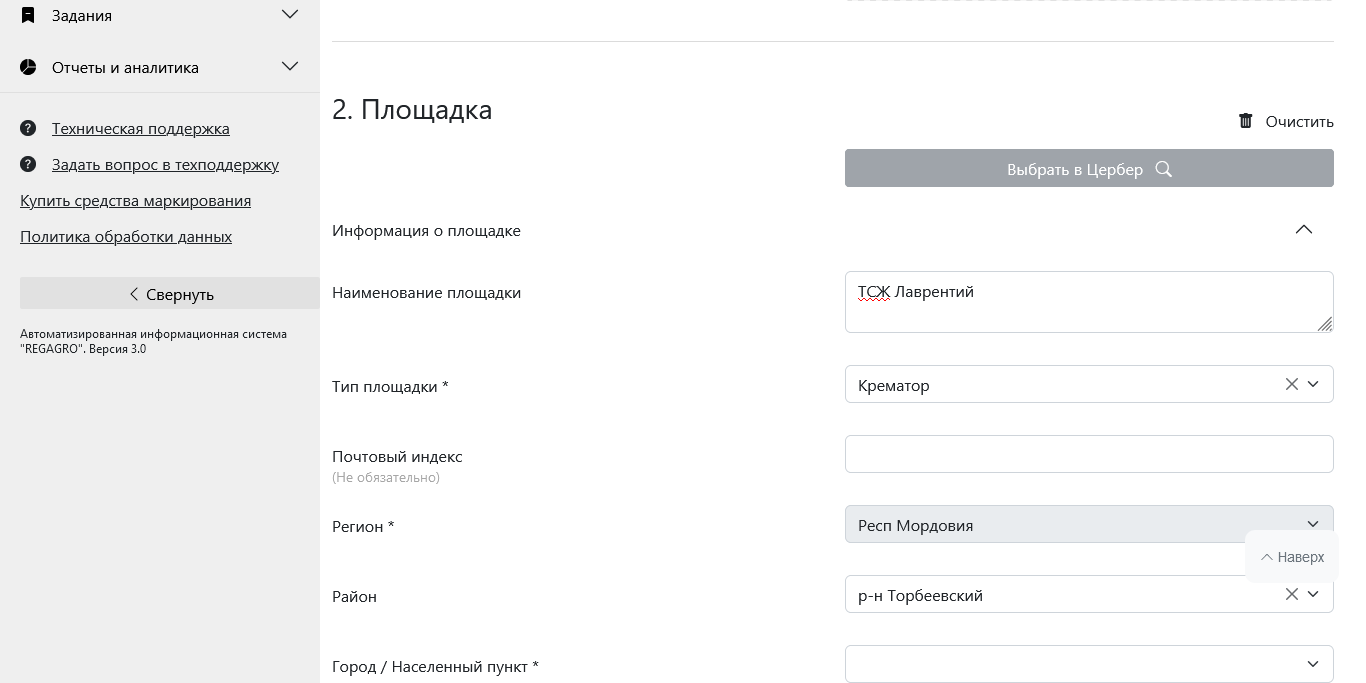 Задания
Отчеты и аналитика
Техническая поддержка
Задать вопрос в техподдержку
Купить средства маркирования
Политика обработки данных
Свернуть
Автоматизированная информационная система
"REGAGRO". Версия 3.0
2. Площадка
Очистить
Выбрать в Цербер
Информация о площадке
Наименование площадки
ТСЖ Лаврентий
Тип площадки *
Крематор
Почтовый индекс
(Не обязательно)
Регион *
Респ Мордовия
Наверх
Район
р-н Торбеевский
Город / Населенный пункт *